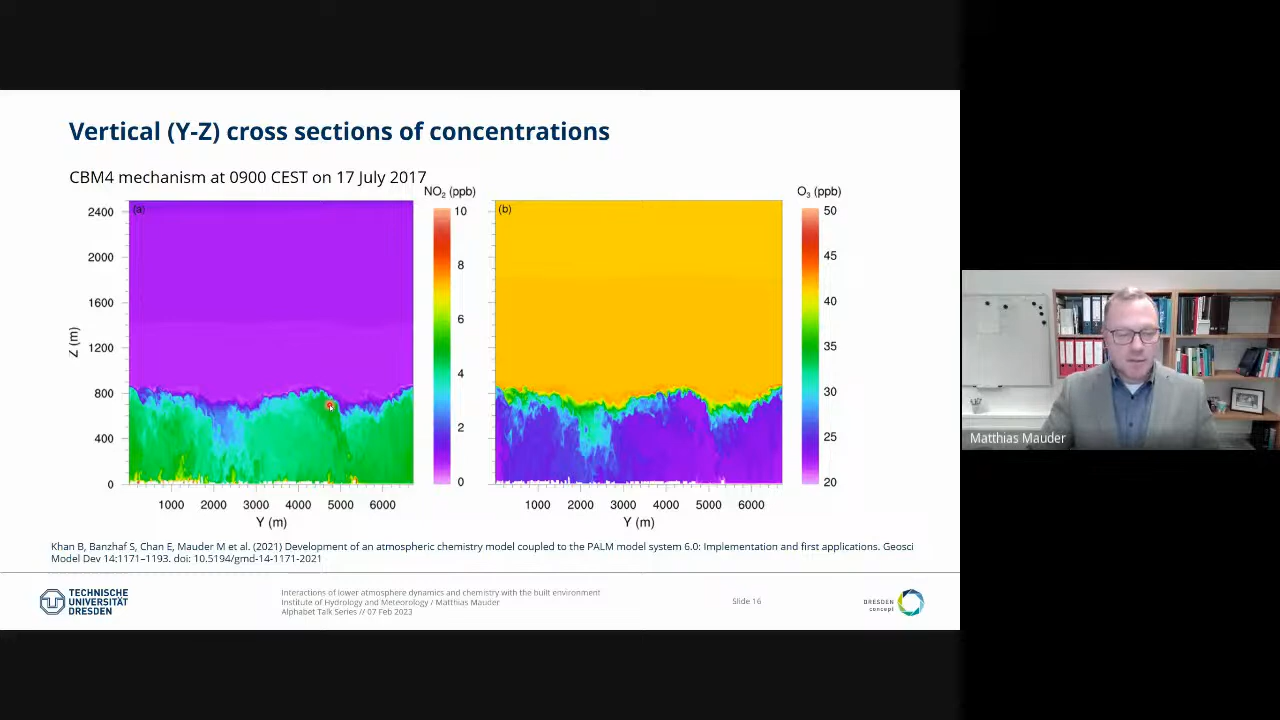 Vertical (Y-Z) cross sections of concentrations
CBM4 mechanism at 0900 CEST on 17 July 2017
NO₂ (ppb)
O₃ (ppb)
(a)
(b)
2400
2000
1600
1200
800
400
0
Z (m)
10
8
6
4
2
0
50
45
40
35
30
25
20
1000 2000 3000 4000 5000 6000
Y (m)
1000 2000 3000 4000 5000 6000
Y (m)
Khan B, Banzhaf S, Chan E, Mauder M et al. (2021) Development of an atmospheric chemistry model coupled to the PALM model system 6.0: Implementation and first applications. Geosci
Model Dev 14:1171–1193. doi: 10.5194/gmd-14-1171-2021
TECHNISCHE
UNIVERSITÄT
DRESDEN
Interactions of lower atmosphere dynamics and chemistry with the built environment
Institute of Hydrology and Meteorology / Matthias Mauder
Alphabet Talk Series // 07 Feb 2023
Slide 16
DRESDEN
concept
Matthias Mauder